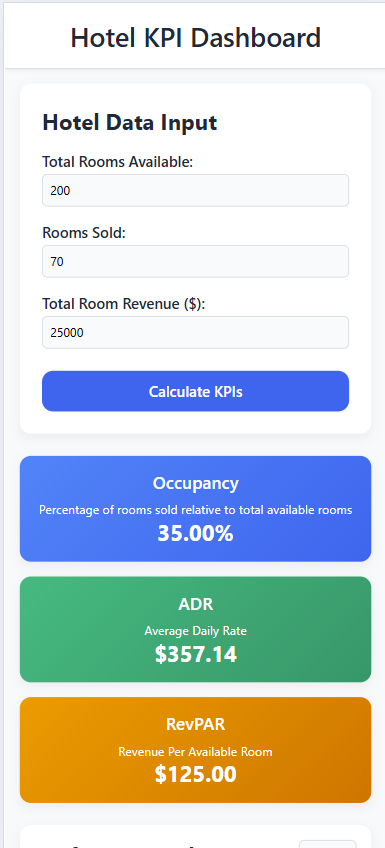 Hotel KPI Dashboard
Hotel Data Input
Total Rooms Available:
200
Rooms Sold:
70
Total Room Revenue ($):
25000
Calculate KPIs
Occupancy
Percentage of rooms sold relative to total available rooms
35.00%
ADR
Average Daily Rate
$357.14
RevPAR
Revenue Per Available Room
$125.00